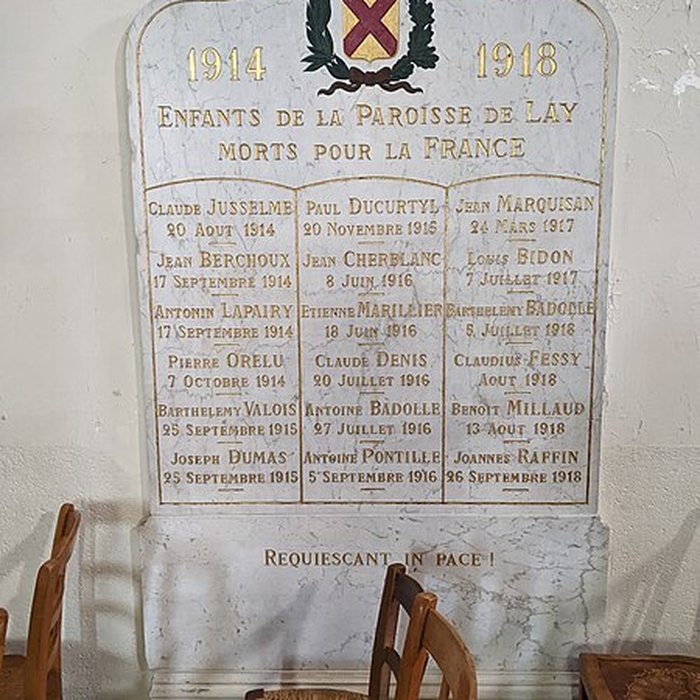 1914 1918
ENFANTS DE LA PAROISSE DE LAY
MORTS POUR LA FRANCE
CLAUDE JUSSELME
20 AOUT 1914
JEAN BERCHOUX
17 SEPTEMBRE 1914
ANTONIN LAPAIRY
17 SEPTEMBRE 1914
PIERRE ORELU
7 OCTOBRE 1914
BARTHELEMY VALOIS
25 SEPTEMBRE 1915
JOSEPH DUMAS
25 SEPTEMBRE 1915
PAUL DUCURTYL
20 NOVEMBRE 1915
JEAN CHERBLANC
8 JUIN 1916
ETIENNE MARILLIER
18 JUIN 1916
CLAUDE DENIS
20 JUILLET 1916
ANTOINE BADOLLE
27 JUILLET 1916
ANTOINE PONTILLE
5 SEPTEMBRE 1916
JEAN MARQUISAN
24 MARS 1917
LOUIS BIDON
7 JUILLET 1917
BARTHELEMY BADOLLE
5 JUILLET 1918
CLAUDIUS FESSY
AOUT 1918
BENOIT MILLAUD
13 AOUT 1918
JOANNES RAFFIN
26 SEPTEMBRE 1918
REQUIESCANT IN PACE !